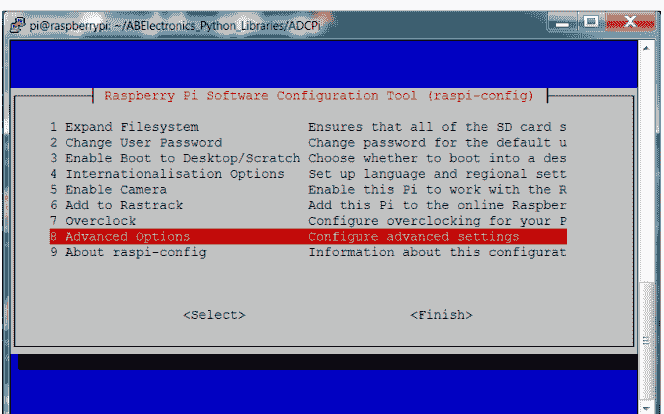 pi@raspberrypi: ~/ABElectronics_Python_Libraries/ADCPi
Raspberry Pi Software Configuration Tool (raspi-config)
1 Expand Filesystem Ensures that all of the SD card s
2 Change User Password Change password for the default u
3 Enable Boot to Desktop/Scratch Choose whether to boot into a des
4 Internationalisation Options Set up language and regional sett
5 Enable Camera Enable this Pi to work with the R
6 Add to Rastrack Add this Pi to the online Raspber
7 Overclock Configure overclocking for your P
8 Advanced Options Configure advanced settings
9 About raspi-config Information about this configurat
<Select> <Finish>